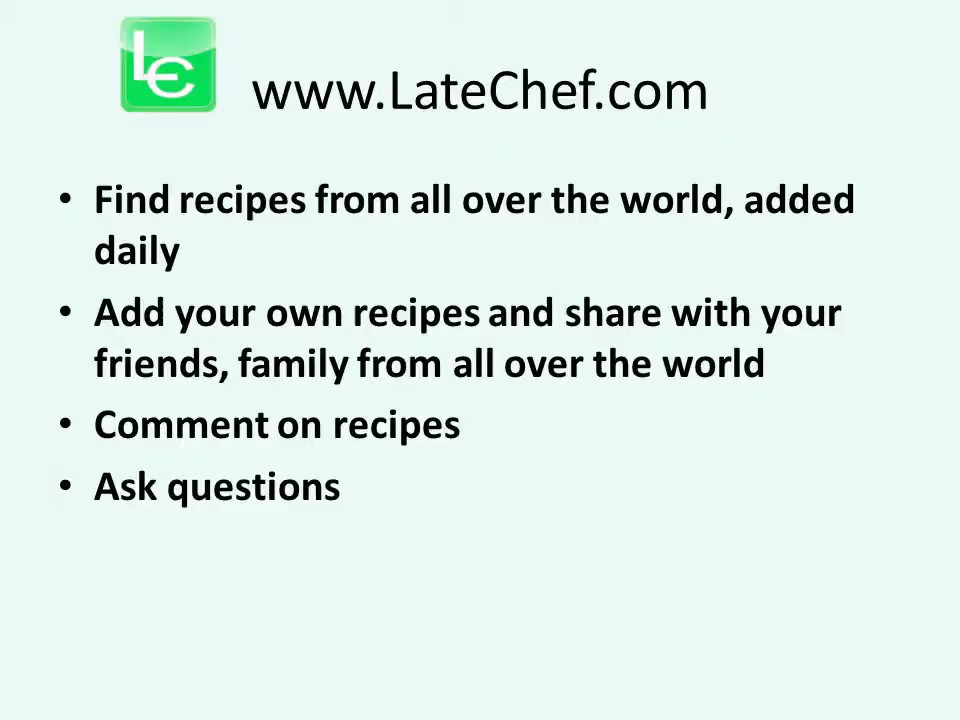 LC
www.LateChef.com
• Find recipes from all over the world, added
daily
• Add your own recipes and share with your
friends, family from all over the world
• Comment on recipes
• Ask questions